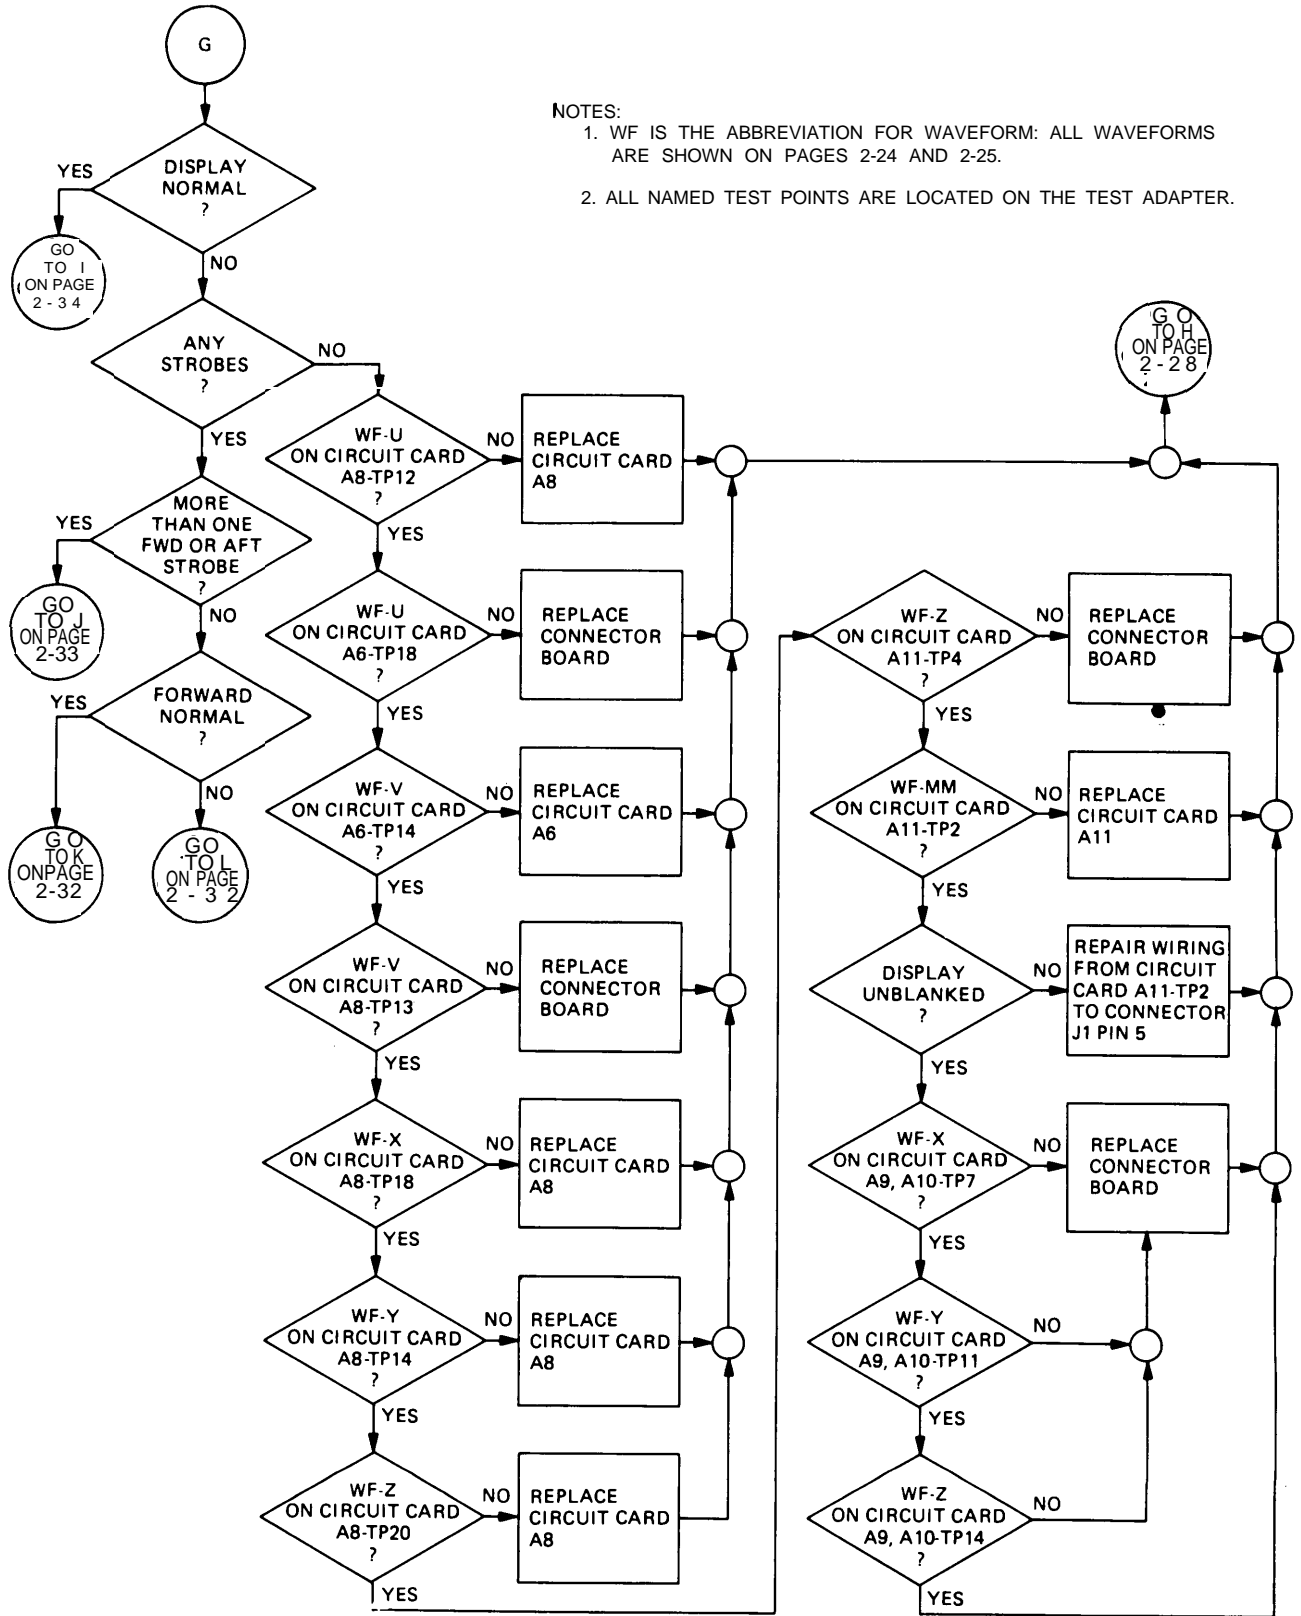 G
NOTES:
1. WF IS THE ABBREVIATION FOR WAVEFORM: ALL WAVEFORMS
ARE SHOWN ON PAGES 2-24 AND 2-25.
2. ALL NAMED TEST POINTS ARE LOCATED ON THE TEST ADAPTER.
DISPLAY
NORMAL
?
YES
GO
TO I
ON PAGE
2-34
NO
ANY
STROBES
?
NO
YES
MORE
THAN ONE
FWD OR AFT
STROBE
?
YES
GO
TO J
ON PAGE
2-33
NO
FORWARD
NORMAL
?
YES
GO
TO K
ONPAGE
2-32
NO
GO
TO L
ON PAGE
2-32
WF-U
ON CIRCUIT CARD
A8-TP12
?
NO
REPLACE
CIRCUIT CARD
A8
YES
WF-U
ON CIRCUIT CARD
A6-TP18
?
NO
REPLACE
CONNECTOR
BOARD
YES
WF-V
ON CIRCUIT CARD
A6-TP14
?
NO
REPLACE
CIRCUIT CARD
A6
YES
WF-V
ON CIRCUIT CARD
A8-TP13
?
NO
REPLACE
CONNECTOR
BOARD
YES
WF-X
ON CIRCUIT CARD
A8-TP18
?
NO
REPLACE
CIRCUIT CARD
A8
YES
WF-Y
ON CIRCUIT CARD
A8-TP14
?
NO
REPLACE
CIRCUIT CARD
A8
YES
WF-Z
ON CIRCUIT CARD
A8-TP20
?
NO
REPLACE
CIRCUIT CARD
A8
YES
GO
TO H
ON PAGE
2-28
WF-Z
ON CIRCUIT CARD
A11-TP4
?
NO
REPLACE
CONNECTOR
BOARD
YES
WF-MM
ON CIRCUIT CARD
A11-TP2
?
NO
REPLACE
CIRCUIT CARD
A11
YES
DISPLAY
UNBLANKED
?
NO
REPAIR WIRING
FROM CIRCUIT
CARD A11-TP2
TO CONNECTOR
J1 PIN 5
YES
WF-X
ON CIRCUIT CARD
A9, A10-TP7
?
NO
REPLACE
CONNECTOR
BOARD
YES
WF-Y
ON CIRCUIT CARD
A9, A10-TP11
?
NO
YES
WF-Z
ON CIRCUIT CARD
A9, A10-TP14
?
NO
YES